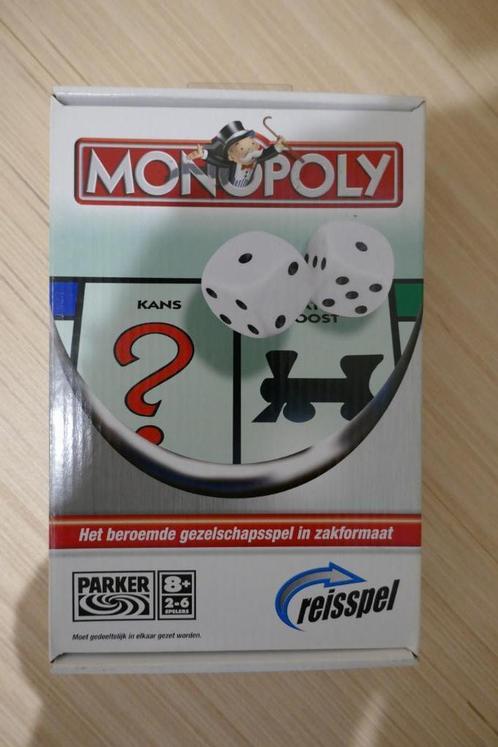 MONOPOLY
KANS
OOST
Het beroemde gezelschapsspel in zakformaat
PARKER
8+
2-6
SPELERS
reisspel
Moet gedeeltelijk in elkaar gezet worden.